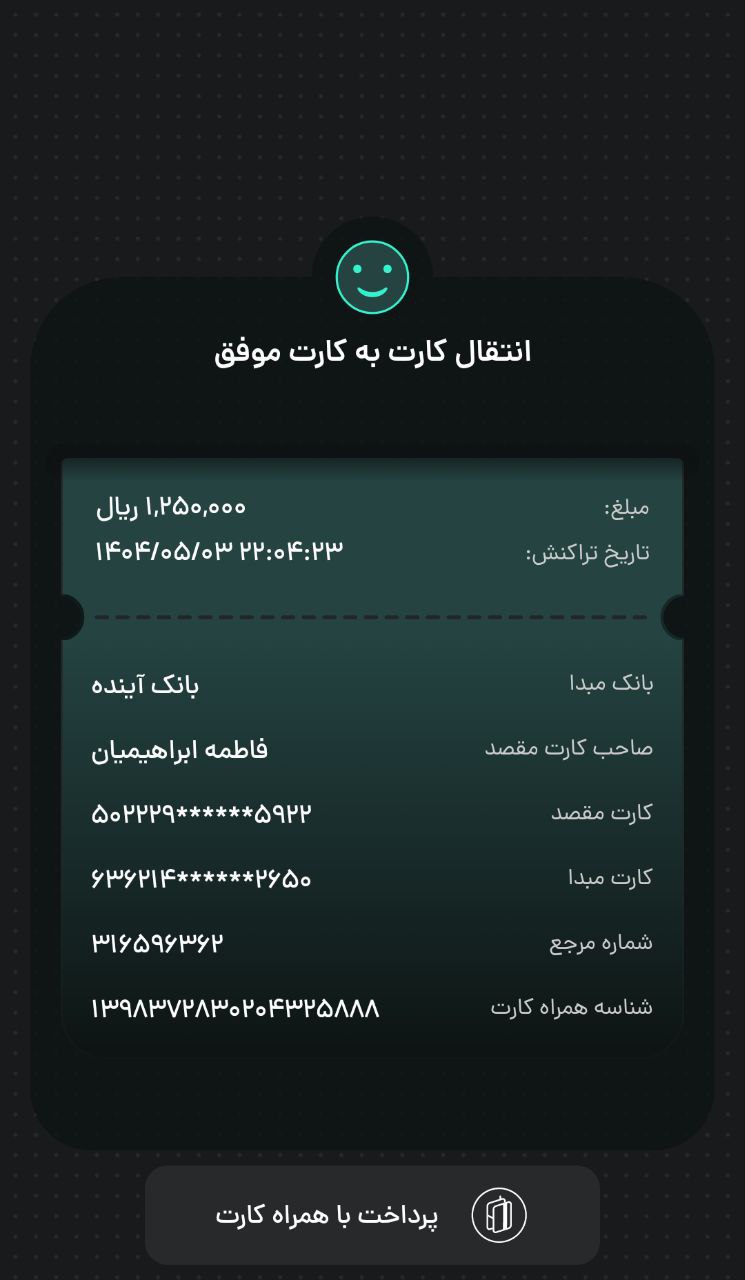 انتقال کارت به کارت موفق
مبلغ: ۱,۲۵۰,۰۰۰ ریال
تاریخ تراکنش: ۱۴۰۴/۰۵/۰۳ ۲۲:۰۴:۲۳
بانک مبدا بانک آینده
صاحب کارت مقصد فاطمه ابراهیمیان
کارت مقصد ۵۰۲۲۲۹******۵۹۲۲
کارت مبدا ۶۳۶۲۱۴******۲۶۵۰
شماره مرجع ۳۱۶۵۹۶۳۶۲
شناسه همراه کارت ۱۳۹۸۳۷۲۸۳۰۲۰۴۳۲۵۸۸۸
پرداخت با همراه کارت